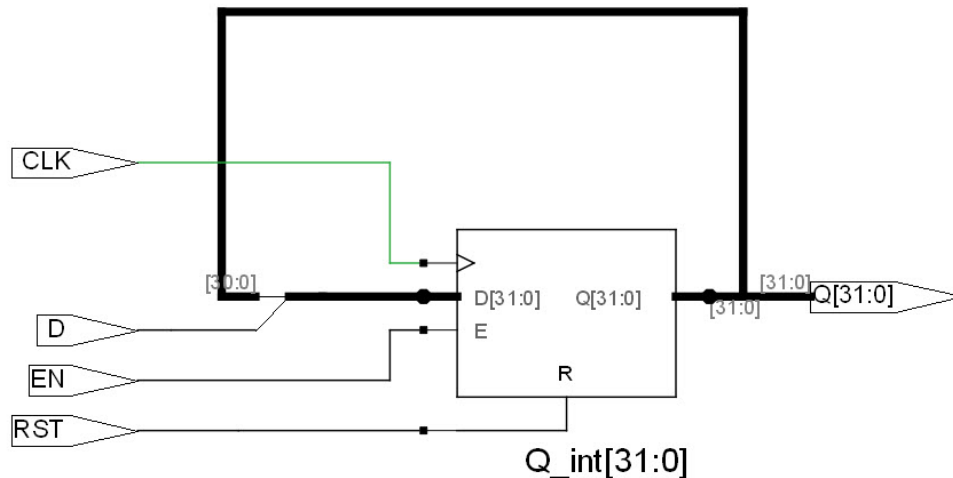 CLK
[30:0]
D
EN
RST
D[31:0]
Q[31:0]
E
R
[31:0]
[31:0]
Q[31:0]
Q_int[31:0]